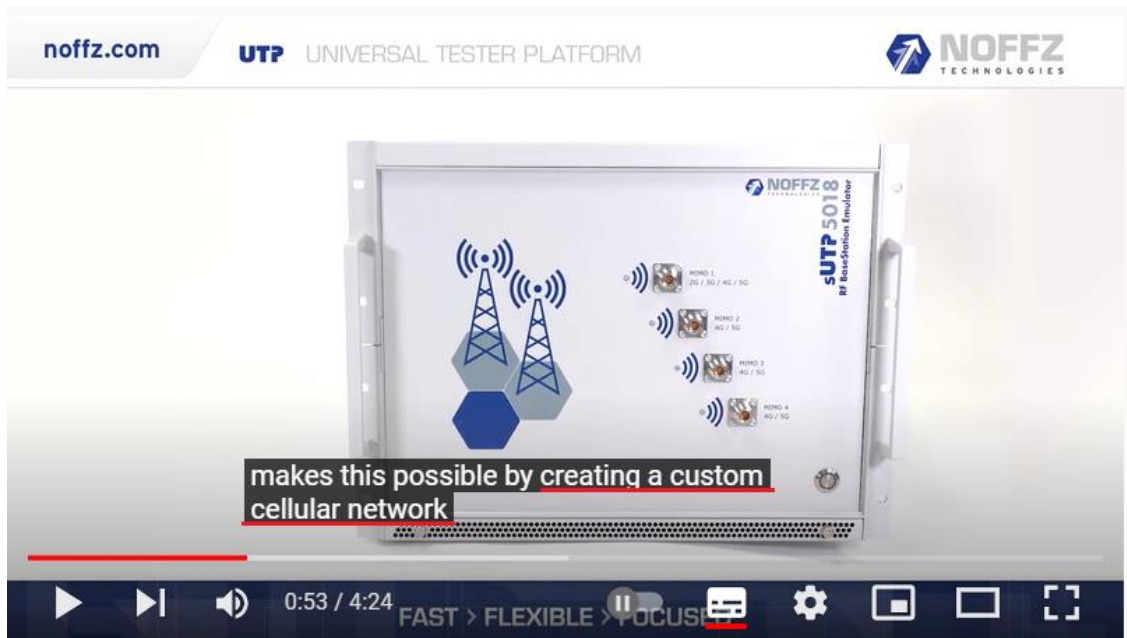 noffz.com
UTP UNIVERSAL TESTER PLATFORM
NOFFZ
TECHNOLOGIES
NOFFZ
TECHNOLOGIES
sUTP 5018
RF BaseStation Emulator
MIMO 1
2G / 3G / 4G / 5G
MIMO 2
4G / 5G
MIMO 3
4G / 5G
MIMO 4
4G / 5G
makes this possible by creating a custom
cellular network
0:53 / 4:24
FAST > FLEXIBLE > FOCUSED